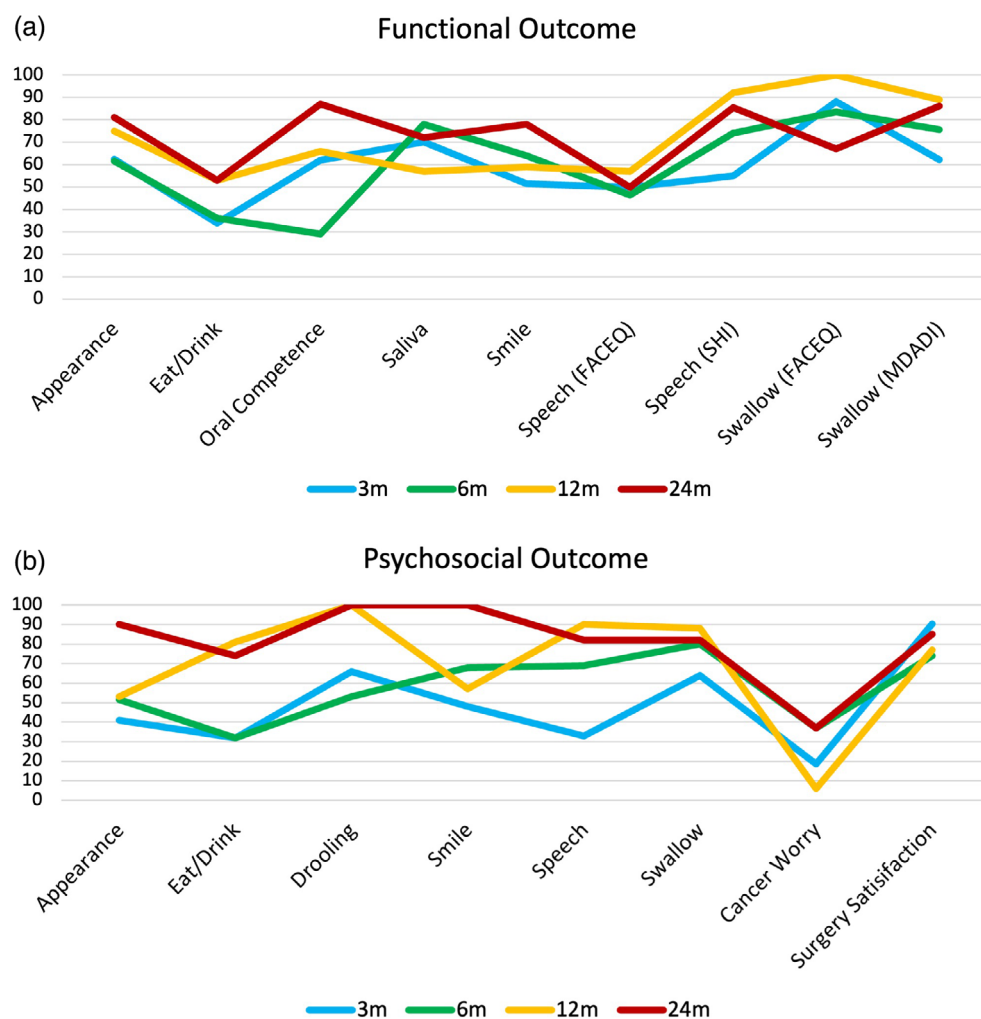 (a)
Functional Outcome
100
90
80
70
60
50
40
30
20
10
0
Appearance
Eat/Drink
Oral Competence
Saliva
Smile
Speech (FACEQ)
Speech (SHI)
Swallow (FACEQ)
Swallow (MDADI)
3m 6m 12m 24m
(b)
Psychosocial Outcome
100
90
80
70
60
50
40
30
20
10
0
Appearance
Eat/Drink
Drooling
Smile
Speech
Swallow
Cancer Worry
Surgery Satisifaction
3m 6m 12m 24m